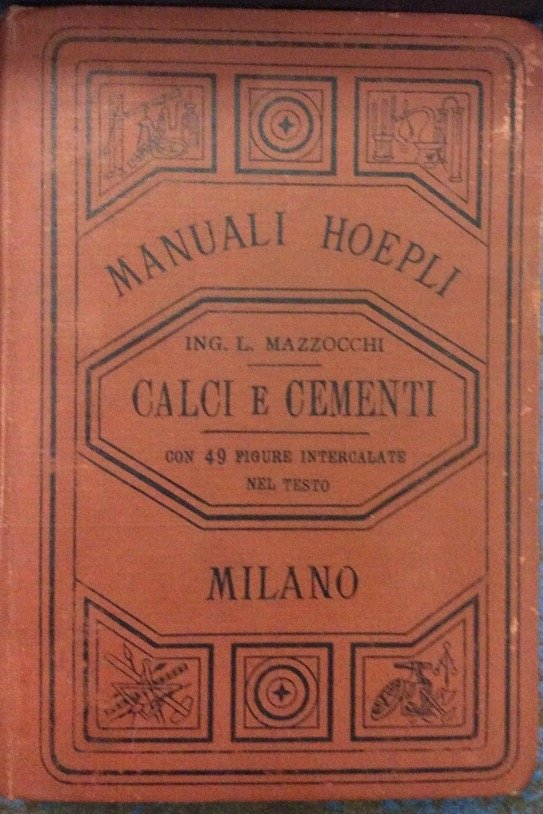 MANUALI HOEPLI
ING. L. MAZZOCCHI
CALCI E CEMENTI
CON 49 FIGURE INTERCALATE
NEL TESTO
MILANO